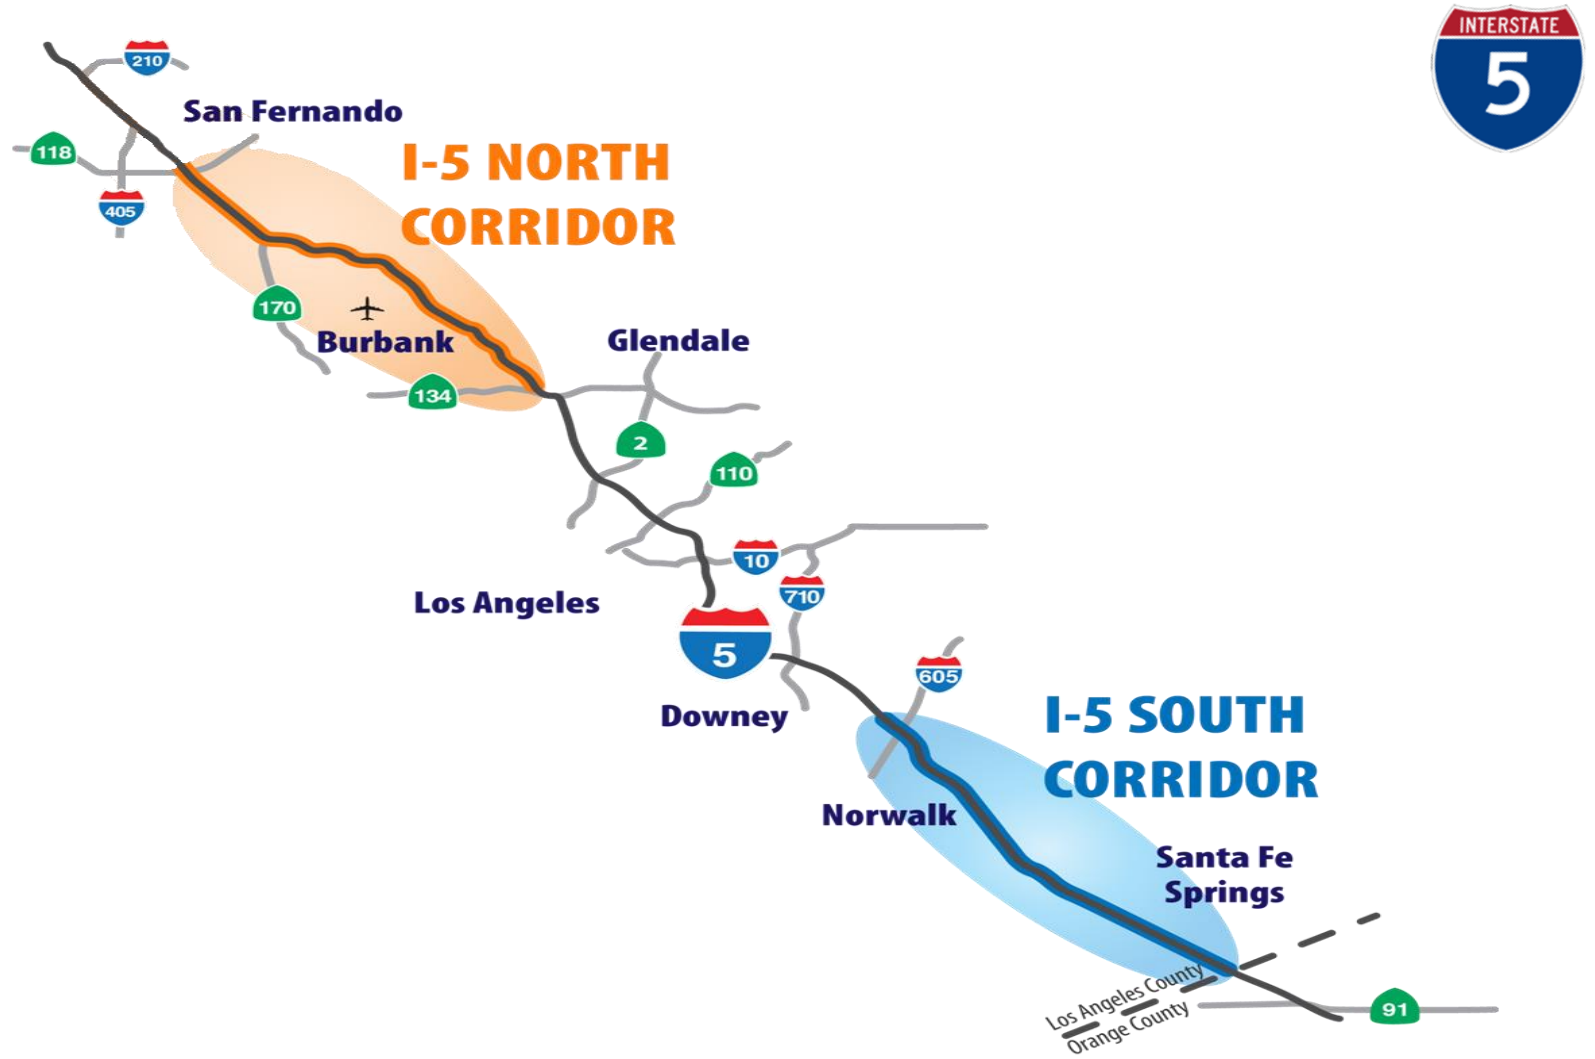 INTERSTATE
5
210
San Fernando
118
I-5 NORTH
CORRIDOR
405
170
Burbank
Glendale
134
2
110
10
710
Los Angeles
5
605
Downey
I-5 SOUTH
CORRIDOR
Norwalk
Santa Fe
Springs
Los Angeles County
Orange County
91